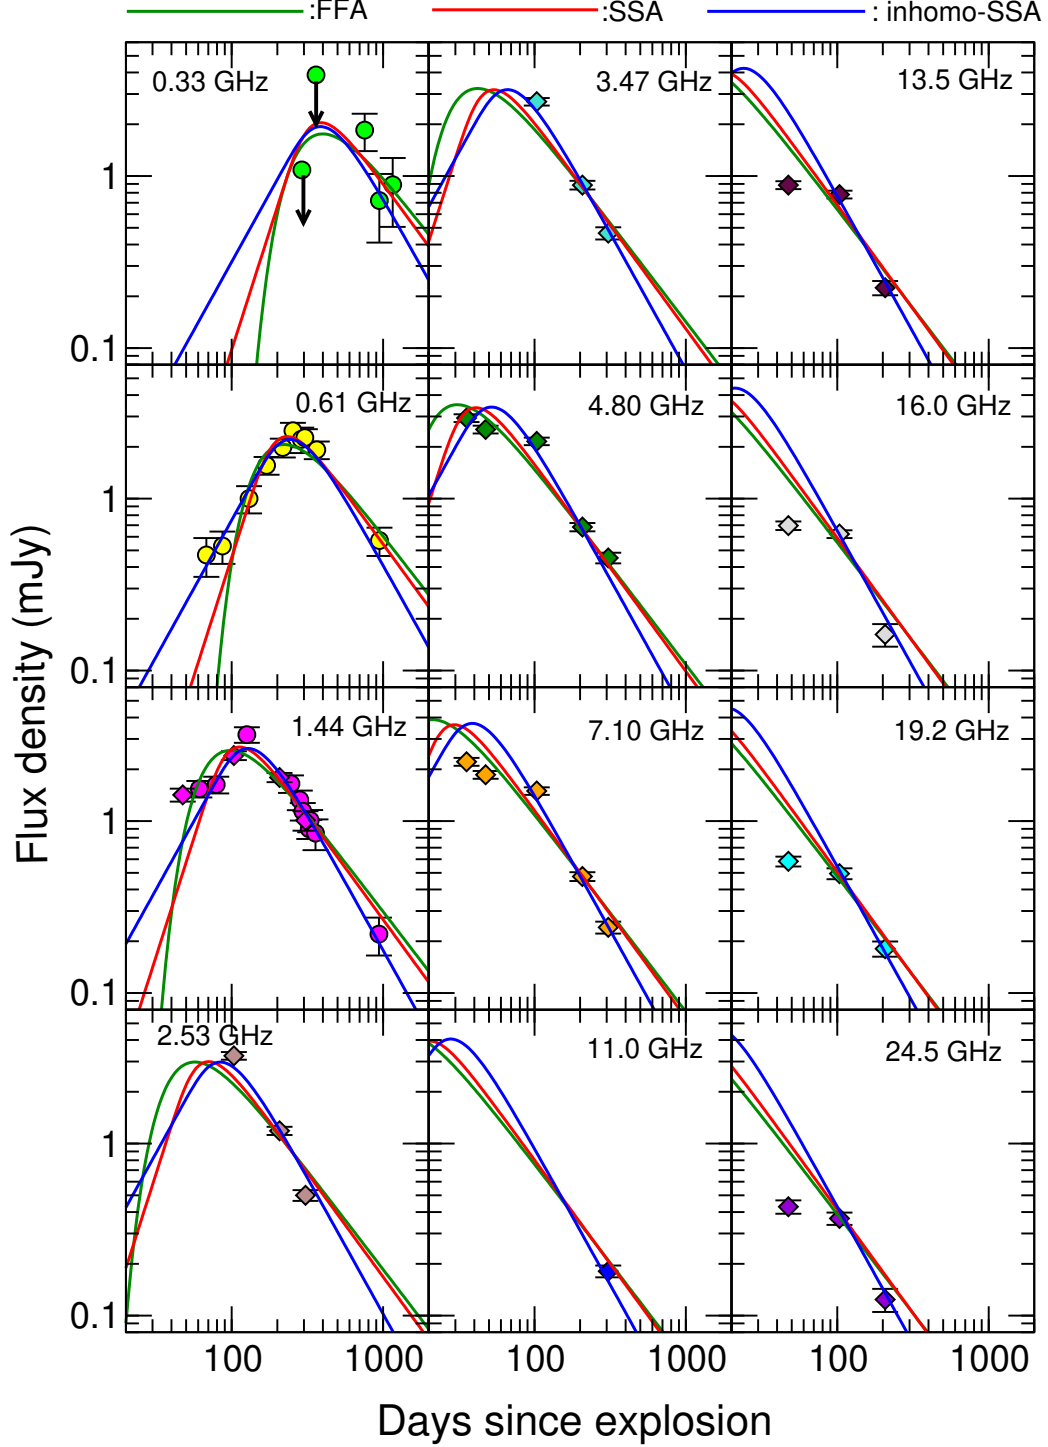 :FFA :SSA : inhomo-SSA
0.33 GHz 3.47 GHz 13.5 GHz
1
0.1
0.61 GHz 4.80 GHz 16.0 GHz
1
0.1
1.44 GHz 7.10 GHz 19.2 GHz
1
0.1
2.53 GHz 11.0 GHz 24.5 GHz
1
0.1
100 1000 100 1000 100 1000
Flux density (mJy)
Days since explosion